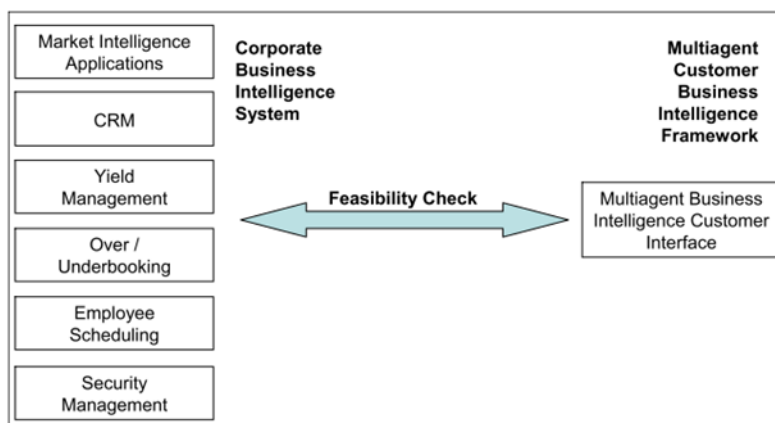 Market Intelligence
Applications
CRM
Yield
Management
Over /
Underbooking
Employee
Scheduling
Security
Management
Corporate
Business
Intelligence
System
Feasibility Check
Multiagent
Customer
Business
Intelligence
Framework
Multiagent Business
Intelligence Customer
Interface